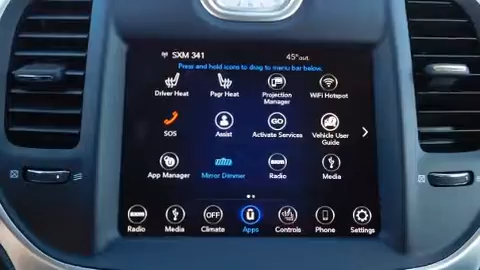 SXM 341
45° out.
Press and hold icons to drag to menu bar below.
Driver Heat
Psgr Heat
Projection
Manager
WiFi Hotspot
SOS
Assist
GO
Activate Services
Vehicle User
Guide
App Manager
Mirror Dimmer
Radio
Media
OFF
Radio
Media
Climate
Apps
Controls
Phone
Settings